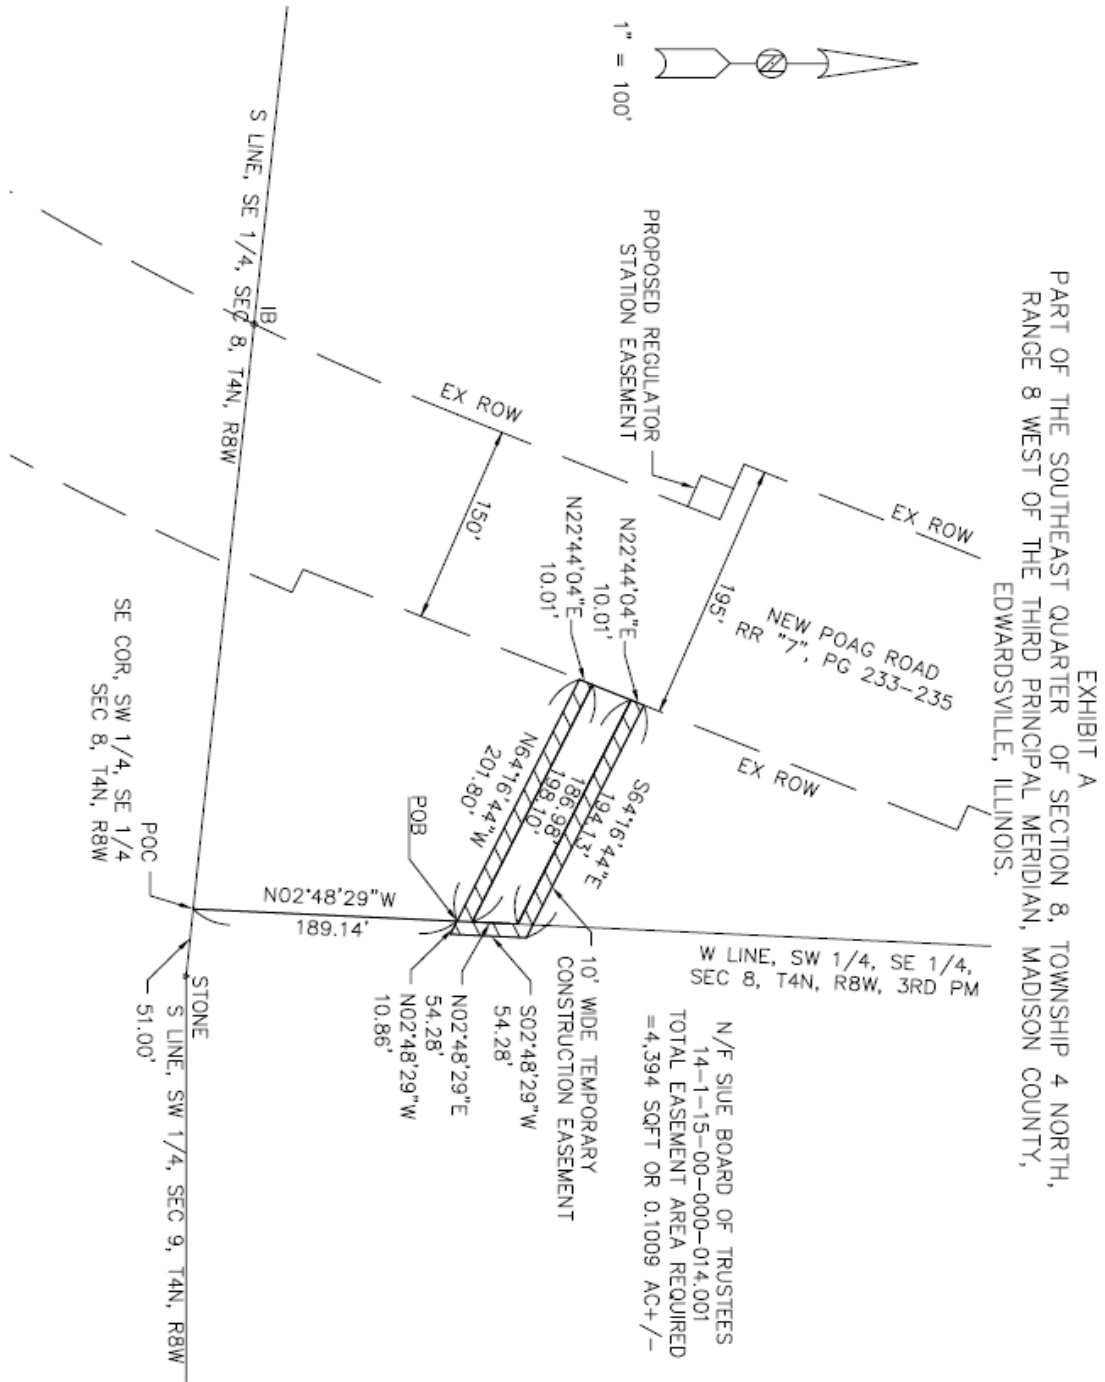 EXHIBIT A
PART OF THE SOUTHEAST QUARTER OF SECTION 8, TOWNSHIP 4 NORTH,
RANGE 8 WEST OF THE THIRD PRINCIPAL MERIDIAN, MADISON COUNTY,
EDWARDSVILLE, ILLINOIS.
N
1" = 100'
EX ROW
NEW POAG ROAD
195' RR "7", PG 233-235
EX ROW
PROPOSED REGULATOR
STATION EASEMENT
EX ROW
150'
N22°44'04"E
10.01'
N22°44'04"E
10.01'
S64°16'44"E
194.13'
186.98'
198.10'
N64°16'44"W
201.80'
W LINE, SW 1/4, SE 1/4,
SEC 8, T4N, R8W, 3RD PM
N/F SIUE BOARD OF TRUSTEES
14-1-15-00-000-014.001
TOTAL EASEMENT AREA REQUIRED
=4,394 SQFT OR 0.1009 AC+/-
10' WIDE TEMPORARY
CONSTRUCTION EASEMENT
S02°48'29"W
54.28'
N02°48'29"E
54.28'
N02°48'29"W
10.86'
POB
N02°48'29"W
189.14'
IB
S LINE, SE 1/4, SEC 8, T4N, R8W
POC
SE COR, SW 1/4, SE 1/4
SEC 8, T4N, R8W
STONE
S LINE, SW 1/4, SEC 9, T4N, R8W
51.00'